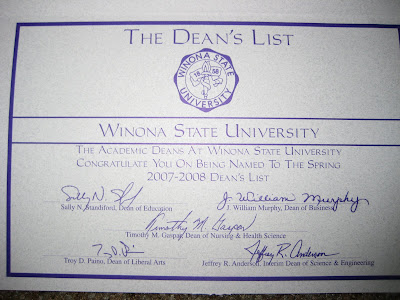 THE DEAN'S LIST
WINONA STATE
1858
UNIVERSITY
WINONA STATE UNIVERSITY
THE ACADEMIC DEANS AT WINONA STATE UNIVERSITY
CONGRATULATE YOU ON BEING NAMED TO THE SPRING
2007-2008 DEAN'S LIST
J. William Murphy
Sally N. Standiford, Dean of Education
J. William Murphy, Dean of Business
Timothy M. Gaspar
Timothy M. Gaspar, Dean of Nursing & Health Science
Jeffrey R. Anderson
Troy D. Paino, Dean of Liberal Arts
Jeffrey R. Anderson, Interim Dean of Science & Engineering